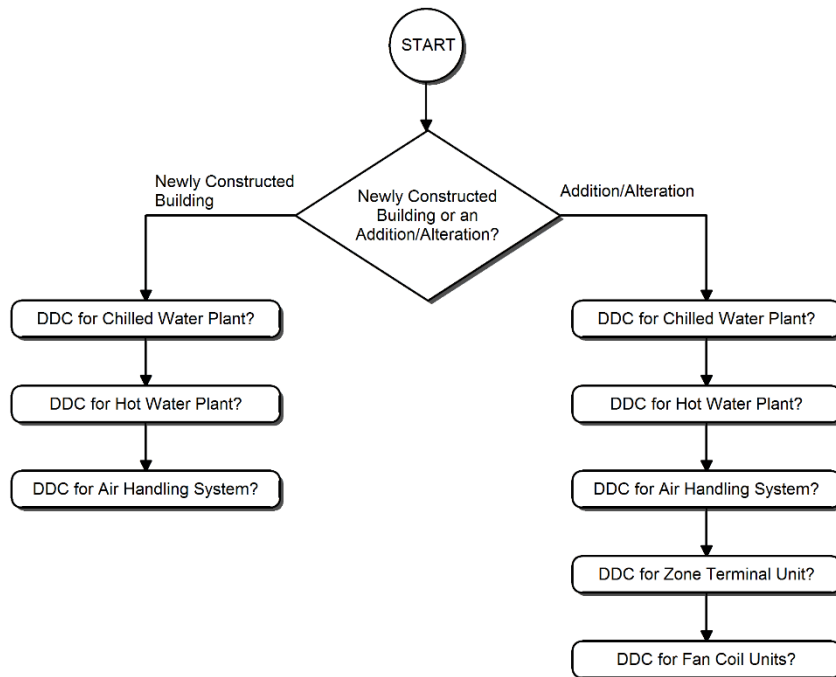 START
Newly Constructed
Building
Newly Constructed
Building or an
Addition/Alteration?
Addition/Alteration
DDC for Chilled Water Plant?
DDC for Hot Water Plant?
DDC for Air Handling System?
DDC for Chilled Water Plant?
DDC for Hot Water Plant?
DDC for Air Handling System?
DDC for Zone Terminal Unit?
DDC for Fan Coil Units?